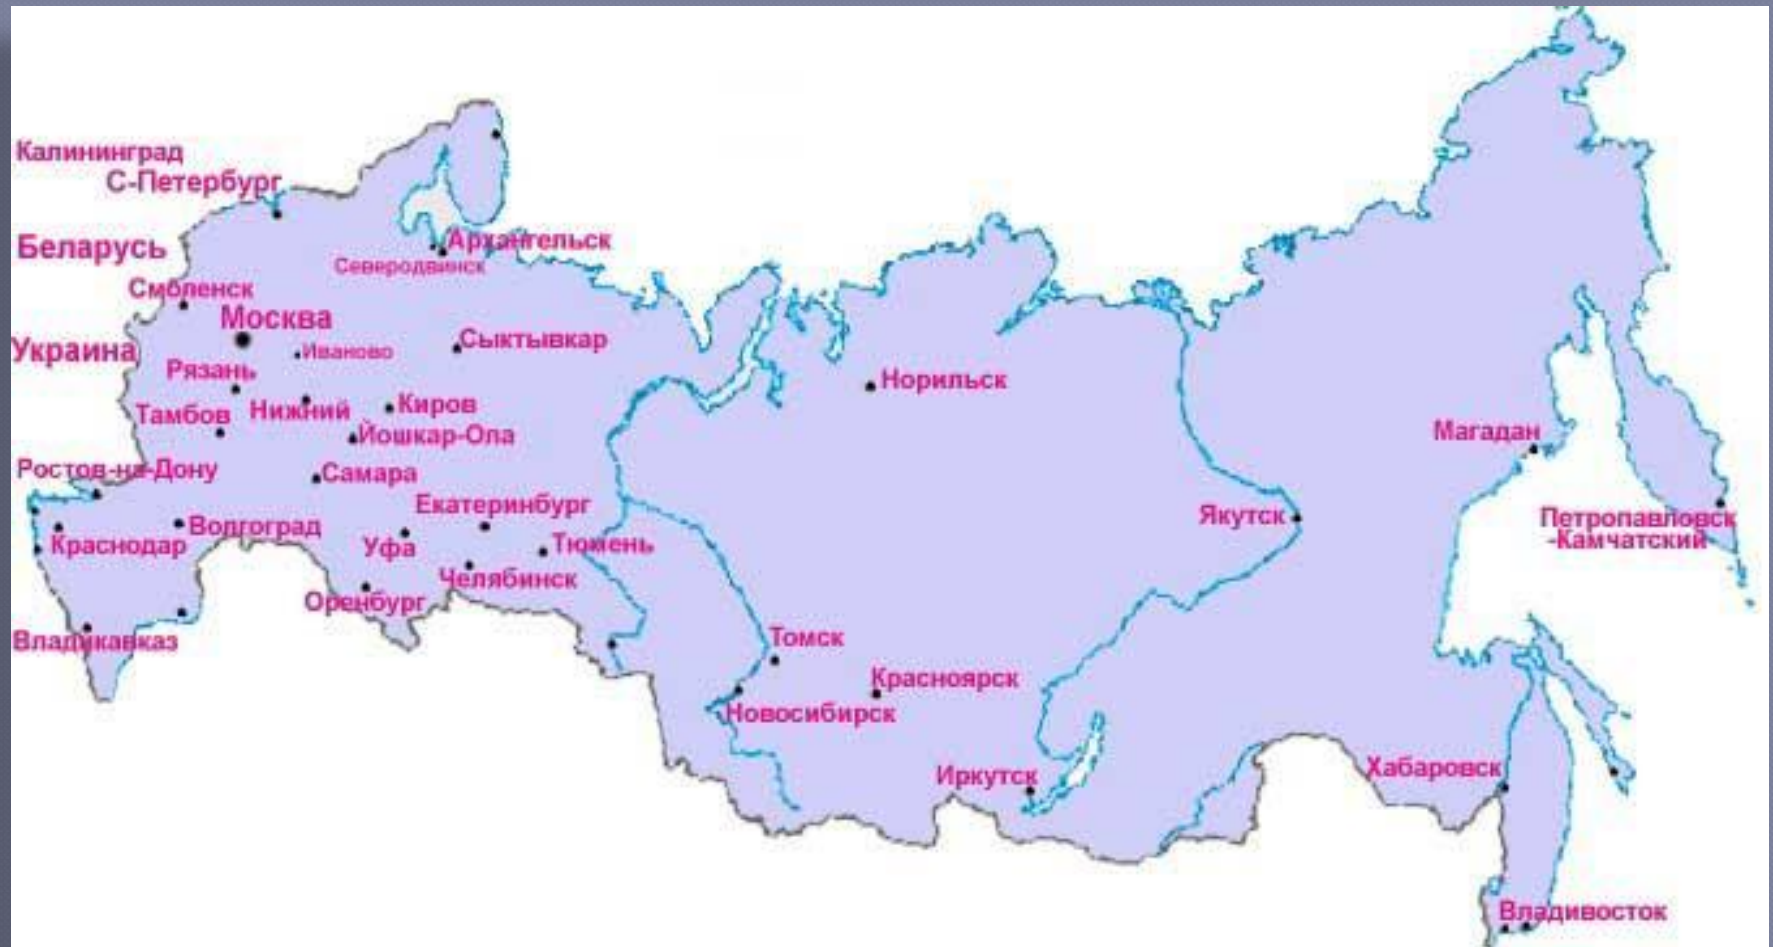 Калининград
С-Петербург
Беларусь
Архангельск
Северодвинск
Смоленск
Москва
Украина
Иваново
Сыктывкар
Рязань
Норильск
Тамбов
Нижний
Киров
Йошкар-Ола
Магадан
Ростов-на-Дону
Самара
Екатеринбург
Волгоград
Якутск
Петропавловск
-Камчатский
Краснодар
Уфа
Тюмень
Челябинск
Оренбург
Владикавказ
Томск
Красноярск
Новосибирск
Иркутск
Хабаровск
Владивосток